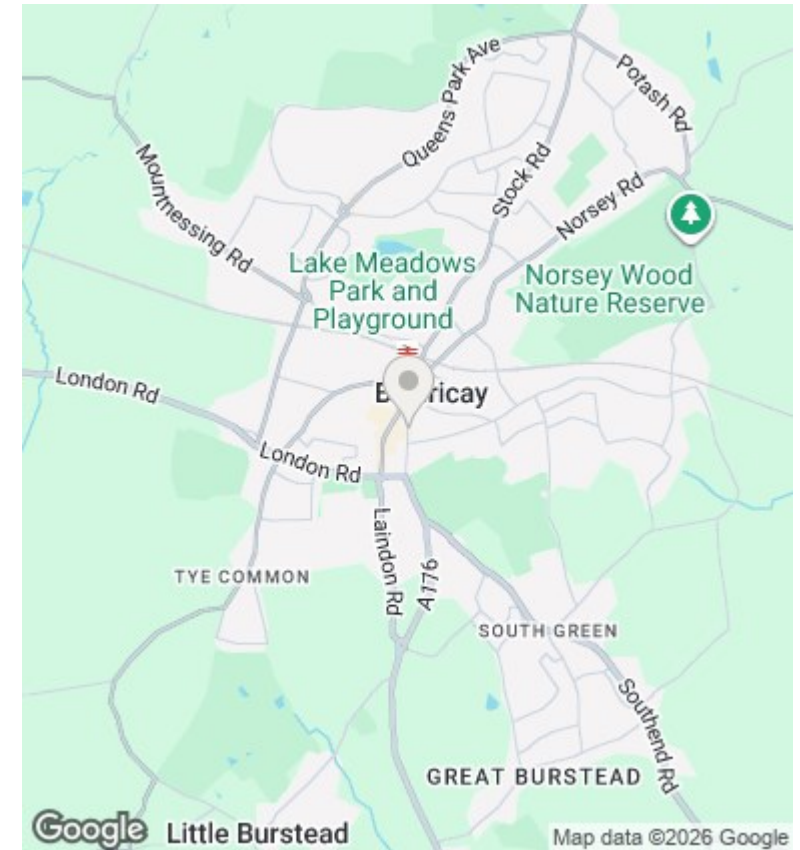 Queens Park Ave
Potash Rd
Mountnessing Rd
Stock Rd
Norsey Rd
Lake Meadows
Park and
Playground
Norsey Wood
Nature Reserve
London Rd
London Rd
Laindon Rd
A176
TYE COMMON
SOUTH GREEN
Southend Rd
GREAT BURSTEAD
Google
Little Burstead
Map data ©2026 Google